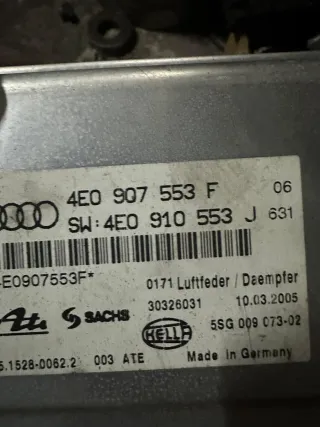 4E0 907 553 F 06
SW:4E0 910 553 J 631
4E0907553F*
0171 Luftfeder / Daempfer
30326031 10.03.2005
Ate SACHS HELLA 5SG 009 073-02
5.1528-0062.2 003 ATE Made in Germany